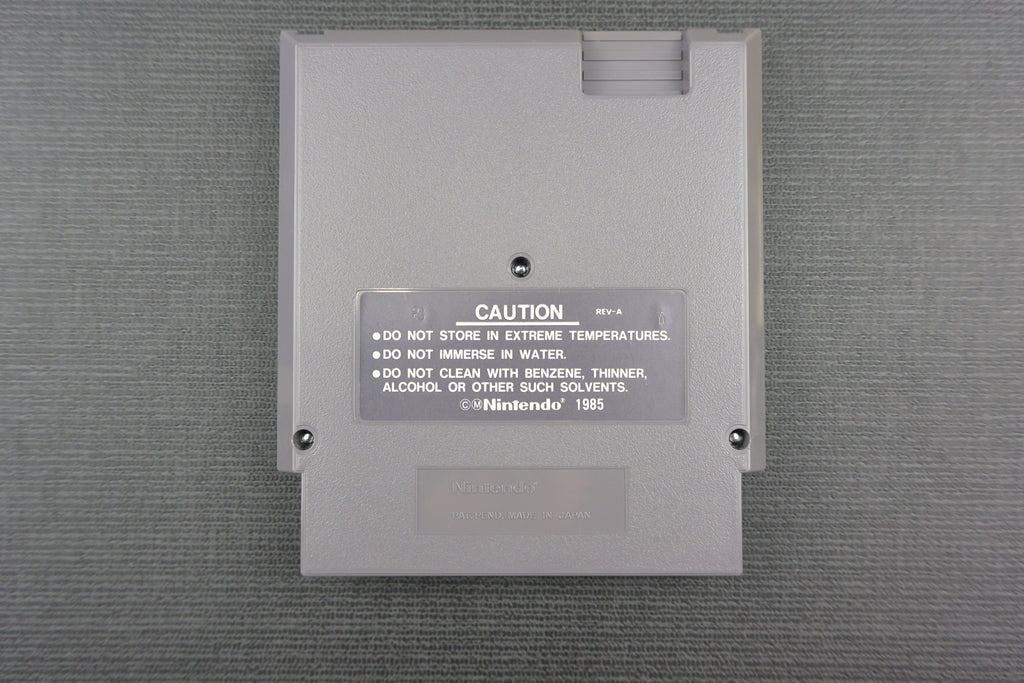 CAUTION REV-A
●DO NOT STORE IN EXTREME TEMPERATURES.
●DO NOT IMMERSE IN WATER.
●DO NOT CLEAN WITH BENZENE, THINNER,
ALCOHOL OR OTHER SUCH SOLVENTS.
©ⓂNintendo® 1985
Nintendo®
PAT. PEND. MADE IN JAPAN